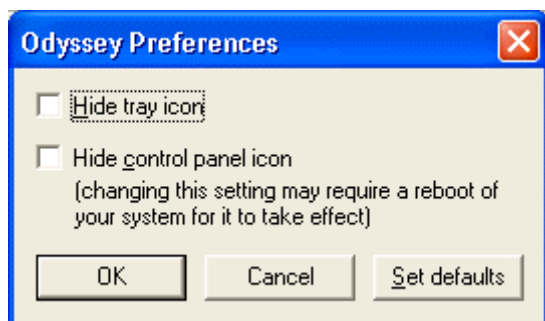 Odyssey Preferences
Hide tray icon
Hide control panel icon
(changing this setting may require a reboot of
your system for it to take effect)
OK Cancel Set defaults